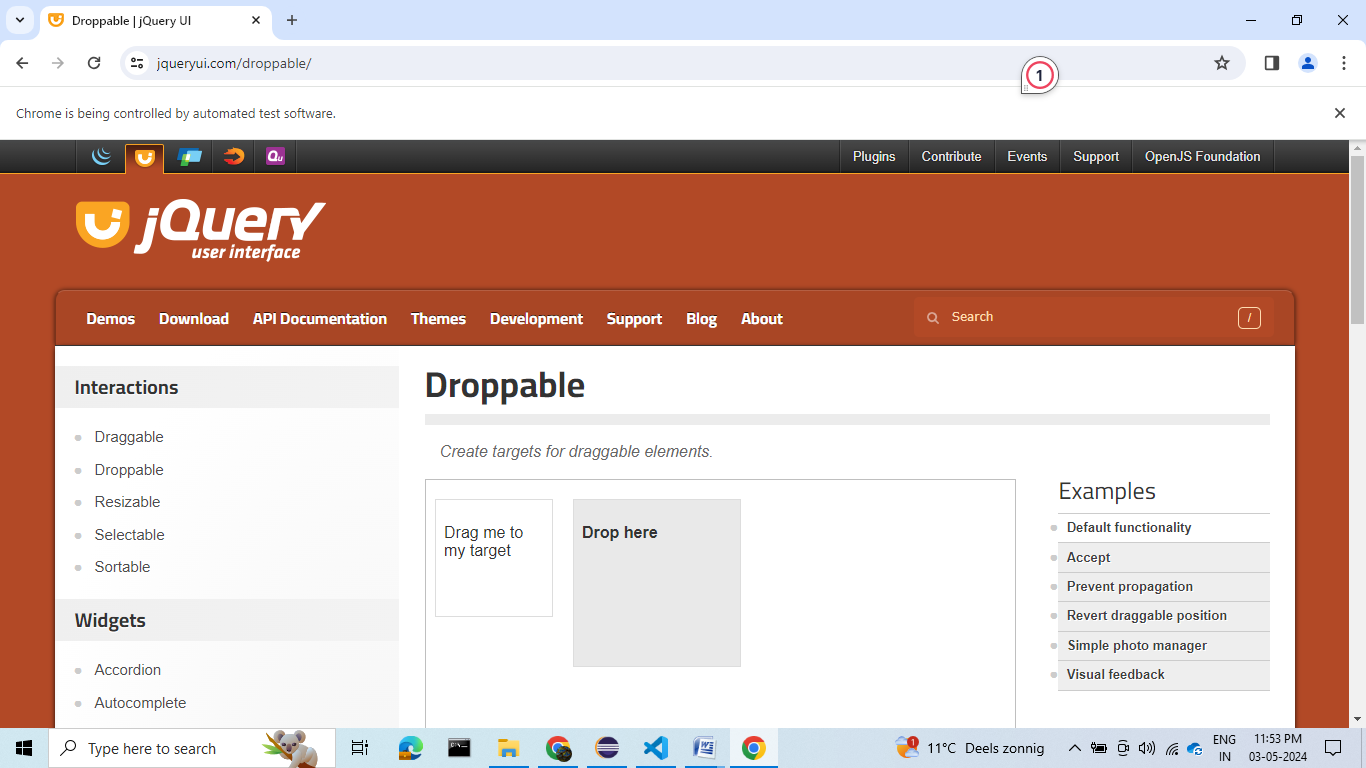 Droppable | jQuery UI
jqueryui.com/droppable/
1
Chrome is being controlled by automated test software.
Qu
Plugins
Contribute
Events
Support
OpenJS Foundation
jQuery
user interface
Demos
Download
API Documentation
Themes
Development
Support
Blog
About
Search
/
Interactions
Draggable
Droppable
Resizable
Selectable
Sortable
Widgets
Accordion
Autocomplete
Droppable
Create targets for draggable elements.
Drag me to
my target
Drop here
Examples
Default functionality
Accept
Prevent propagation
Revert draggable position
Simple photo manager
Visual feedback
Type here to search
1
11°C Deels zonnig
ENG
IN
11:53 PM
03-05-2024